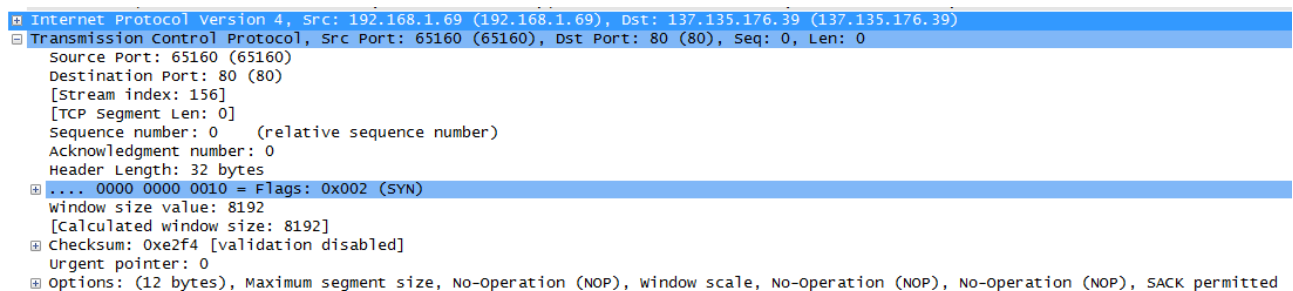 Internet Protocol Version 4, Src: 192.168.1.69 (192.168.1.69), Dst: 137.135.176.39 (137.135.176.39)
Transmission Control Protocol, Src Port: 65160 (65160), Dst Port: 80 (80), Seq: 0, Len: 0
Source Port: 65160 (65160)
Destination Port: 80 (80)
[Stream index: 156]
[TCP Segment Len: 0]
Sequence number: 0    (relative sequence number)
Acknowledgment number: 0
Header Length: 32 bytes
.... 0000 0000 0010 = Flags: 0x002 (SYN)
Window size value: 8192
[Calculated window size: 8192]
Checksum: 0xe2f4 [validation disabled]
Urgent pointer: 0
Options: (12 bytes), Maximum segment size, No-Operation (NOP), Window scale, No-Operation (NOP), No-Operation (NOP), SACK permitted